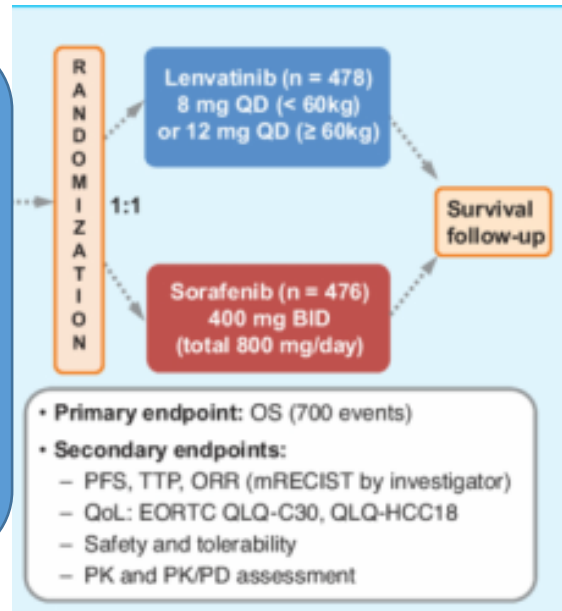 RANDOMIZATION
1:1
Lenvatinib (n = 478)
8 mg QD (< 60kg)
or 12 mg QD (≥ 60kg)
Sorafenib (n = 476)
400 mg BID
(total 800 mg/day)
Survival
follow-up
• Primary endpoint: OS (700 events)
• Secondary endpoints:
– PFS, TTP, ORR (mRECIST by investigator)
– QoL: EORTC QLQ-C30, QLQ-HCC18
– Safety and tolerability
– PK and PK/PD assessment